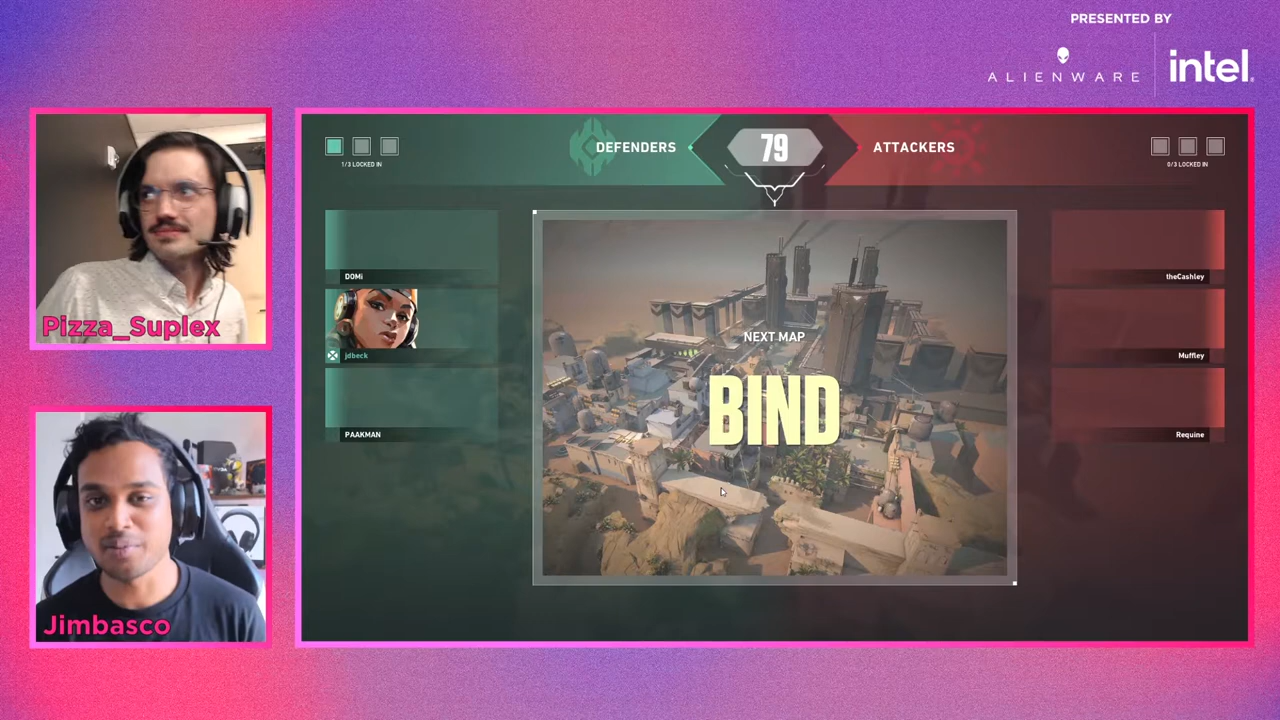 PRESENTED BY
ALIENWARE
intel.
DEFENDERS
79
ATTACKERS
1/3 LOCKED IN
0/3 LOCKED IN
DOMi
theCashley
jdbeck
Muffley
PAAKMAN
Requine
NEXT MAP
BIND
Pizza_Suplex
Jimbasco